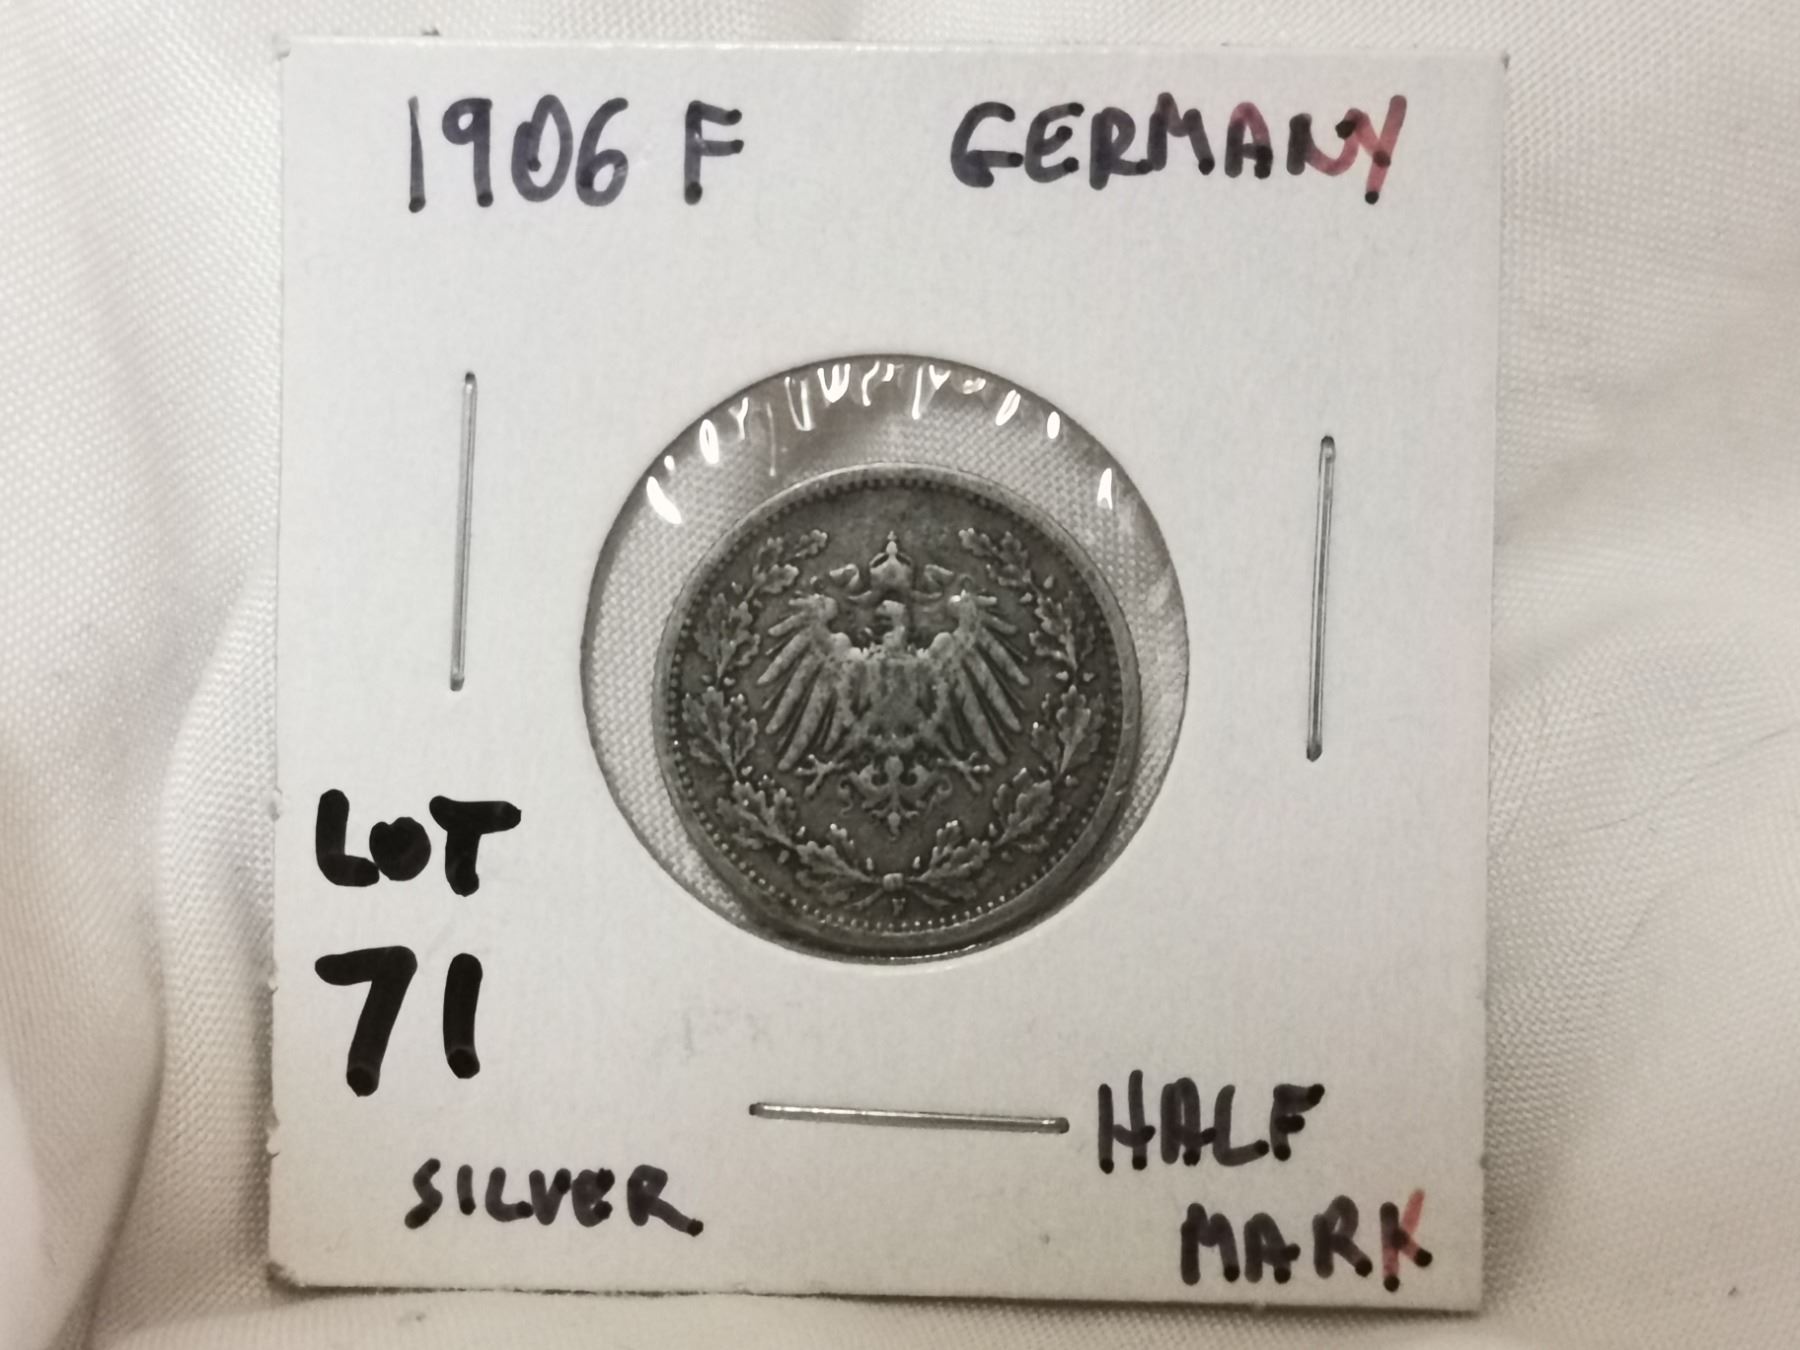 1906 F GERMANY
LOT
71
SILVER
HALF
MARK
F